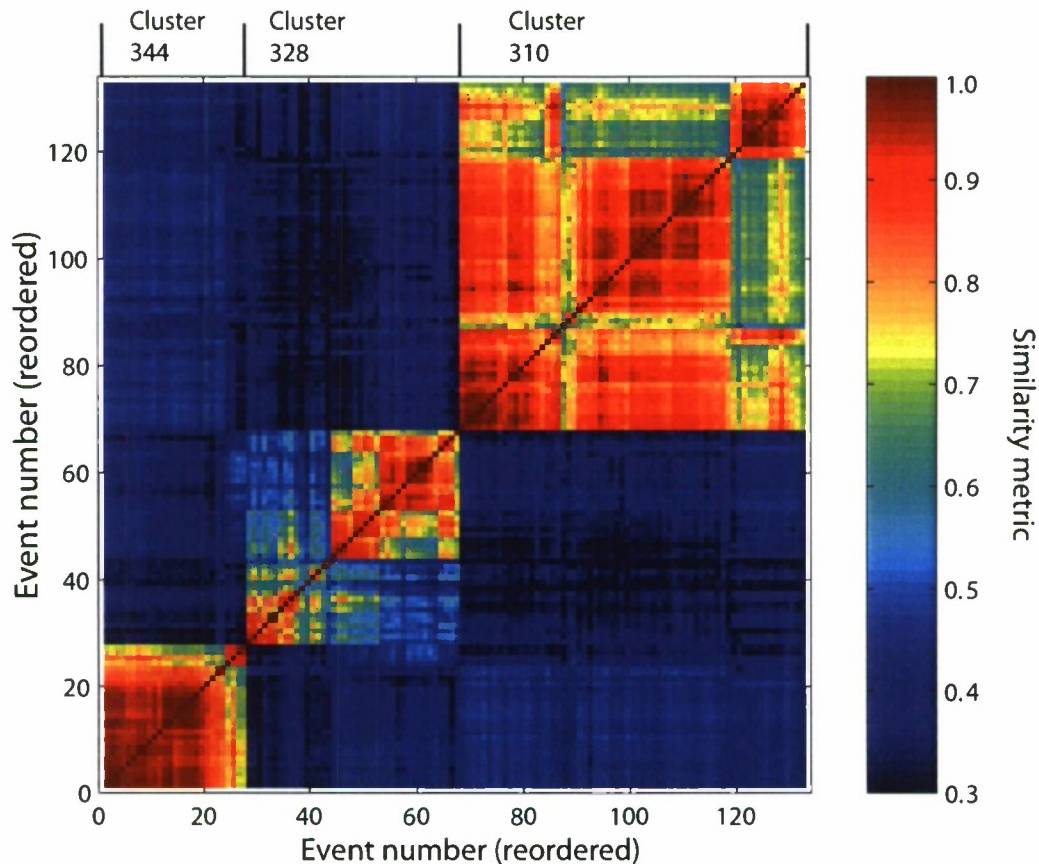 Cluster
344
Cluster
328
Cluster
310
120
100
80
60
40
20
0
Event number (reordered)
0 20 40 60 80 100 120
Event number (reordered)
1.0
0.9
0.8
0.7
0.6
0.5
0.4
0.3
Similarity metric